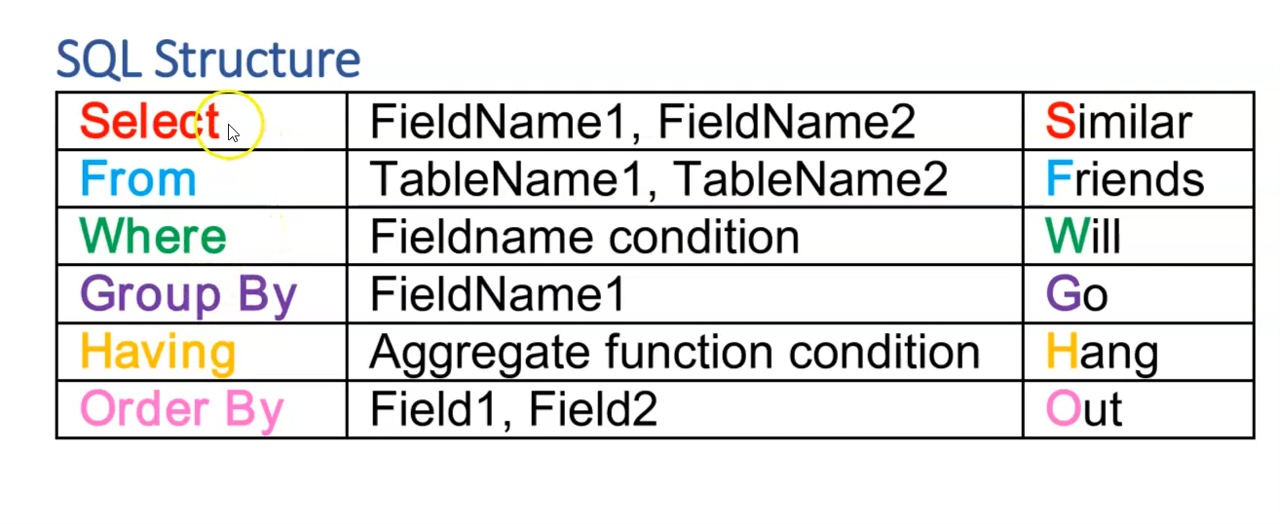 SQL Structure
Select FieldName1, FieldName2 Similar
From TableName1, TableName2 Friends
Where Fieldname condition Will
Group By FieldName1 Go
Having Aggregate function condition Hang
Order By Field1, Field2 Out